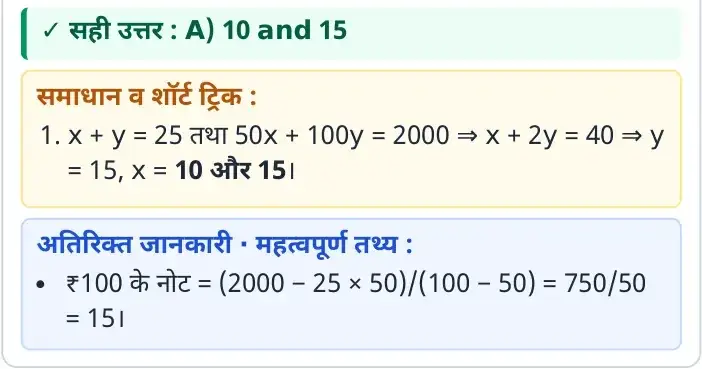 ✓ सही उत्तर : A) 10 and 15
समाधान व शॉर्ट ट्रिक :
1. x + y = 25 तथा 50x + 100y = 2000 ⇒ x + 2y = 40 ⇒ y
= 15, x = 10 और 15।
अतिरिक्त जानकारी · महत्वपूर्ण तथ्य :
• ₹100 के नोट = (2000 − 25 × 50)/(100 − 50) = 750/50
= 15।